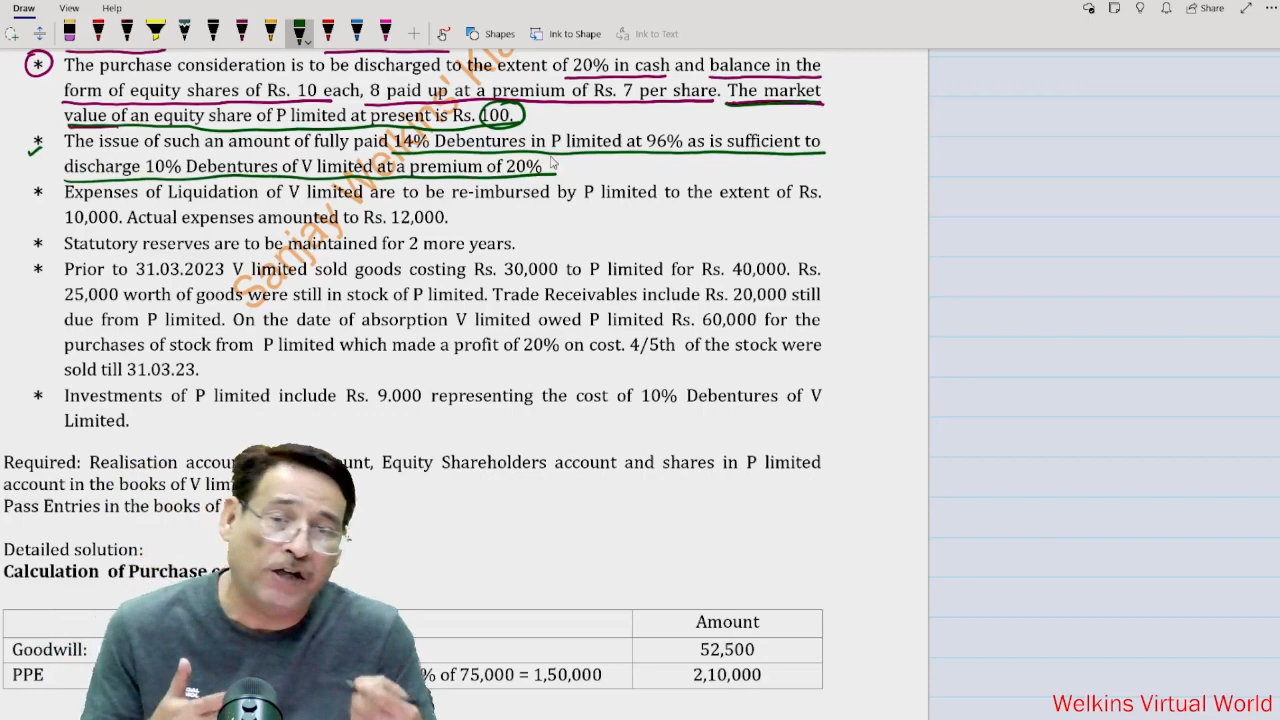 Draw View Help
Shapes Ink to Shape Ink to Text Share
* The purchase consideration is to be discharged to the extent of 20% in cash and balance in the
form of equity shares of Rs. 10 each, 8 paid up at a premium of Rs. 7 per share. The market
value of an equity share of P limited at present is Rs. 100.
* The issue of such an amount of fully paid 14% Debentures in P limited at 96% as is sufficient to
discharge 10% Debentures of V limited at a premium of 20%
* Expenses of Liquidation of V limited are to be re-imbursed by P limited to the extent of Rs.
10,000. Actual expenses amounted to Rs. 12,000.
* Statutory reserves are to be maintained for 2 more years.
* Prior to 31.03.2023 V limited sold goods costing Rs. 30,000 to P limited for Rs. 40,000. Rs.
25,000 worth of goods were still in stock of P limited. Trade Receivables include Rs. 20,000 still
due from P limited. On the date of absorption V limited owed P limited Rs. 60,000 for the
purchases of stock from P limited which made a profit of 20% on cost. 4/5th of the stock were
sold till 31.03.23.
* Investments of P limited include Rs. 9.000 representing the cost of 10% Debentures of V
Limited.
Sanjay Welkins'
Required: Realisation Equity Shareholders account and shares in P limited
account in the books of V
Pass Entries in the books of
Detailed solution:
Calculation of Purchase
Amount
Goodwill: 52,500
PPE % of 75,000 = 1,50,000 2,10,000
Welkins Virtual World